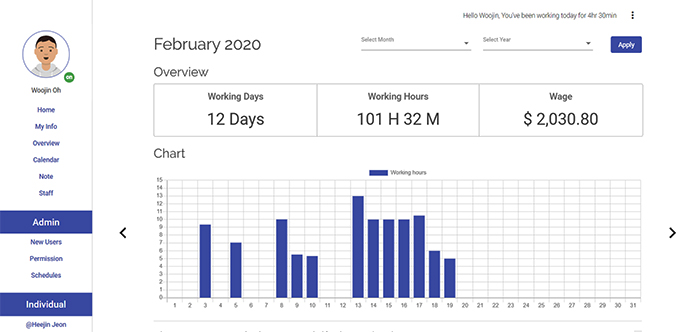 Hello Woojin, You've been working today for 4hr 30min
on
Woojin Oh
Home
My Info
Overview
Calendar
Note
Staff
Admin
New Users
Permission
Schedules
Individual
@Heejin Jeon
February 2020
Select Month
Select Year
Apply
Overview
Working Days
Working Hours
Wage
12 Days
101 H 32 M
$ 2,030.80
Chart
Working hours
15
14
13
12
11
10
9
8
7
6
5
4
3
2
1
0
1 2 3 4 5 6 7 8 9 10 11 12 13 14 15 16 17 18 19 20 21 22 23 24 25 26 27 28 29 30 31